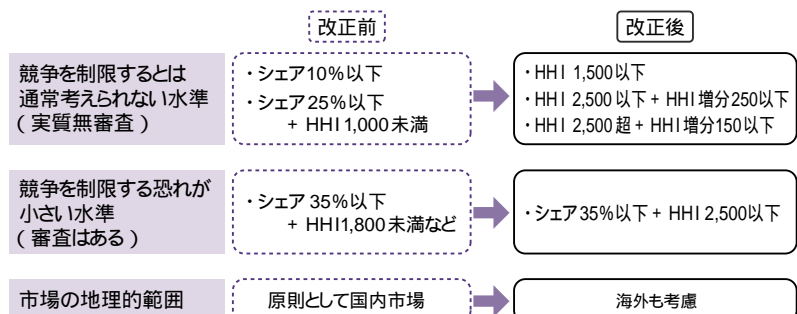 改正前
改正後
競争を制限するとは
通常考えられない水準
(実質無審査)
・シェア10%以下
・シェア25%以下
+ HHI1,000未満
・HHI 1,500以下
・HHI 2,500以下 + HHI増分250以下
・HHI 2,500超 + HHI増分150以下
競争を制限する恐れが
小さい水準
(審査はある)
・シェア35%以下
+ HHI1,800未満など
・シェア35%以下 + HHI 2,500以下
市場の地理的範囲
原則として国内市場
海外も考慮